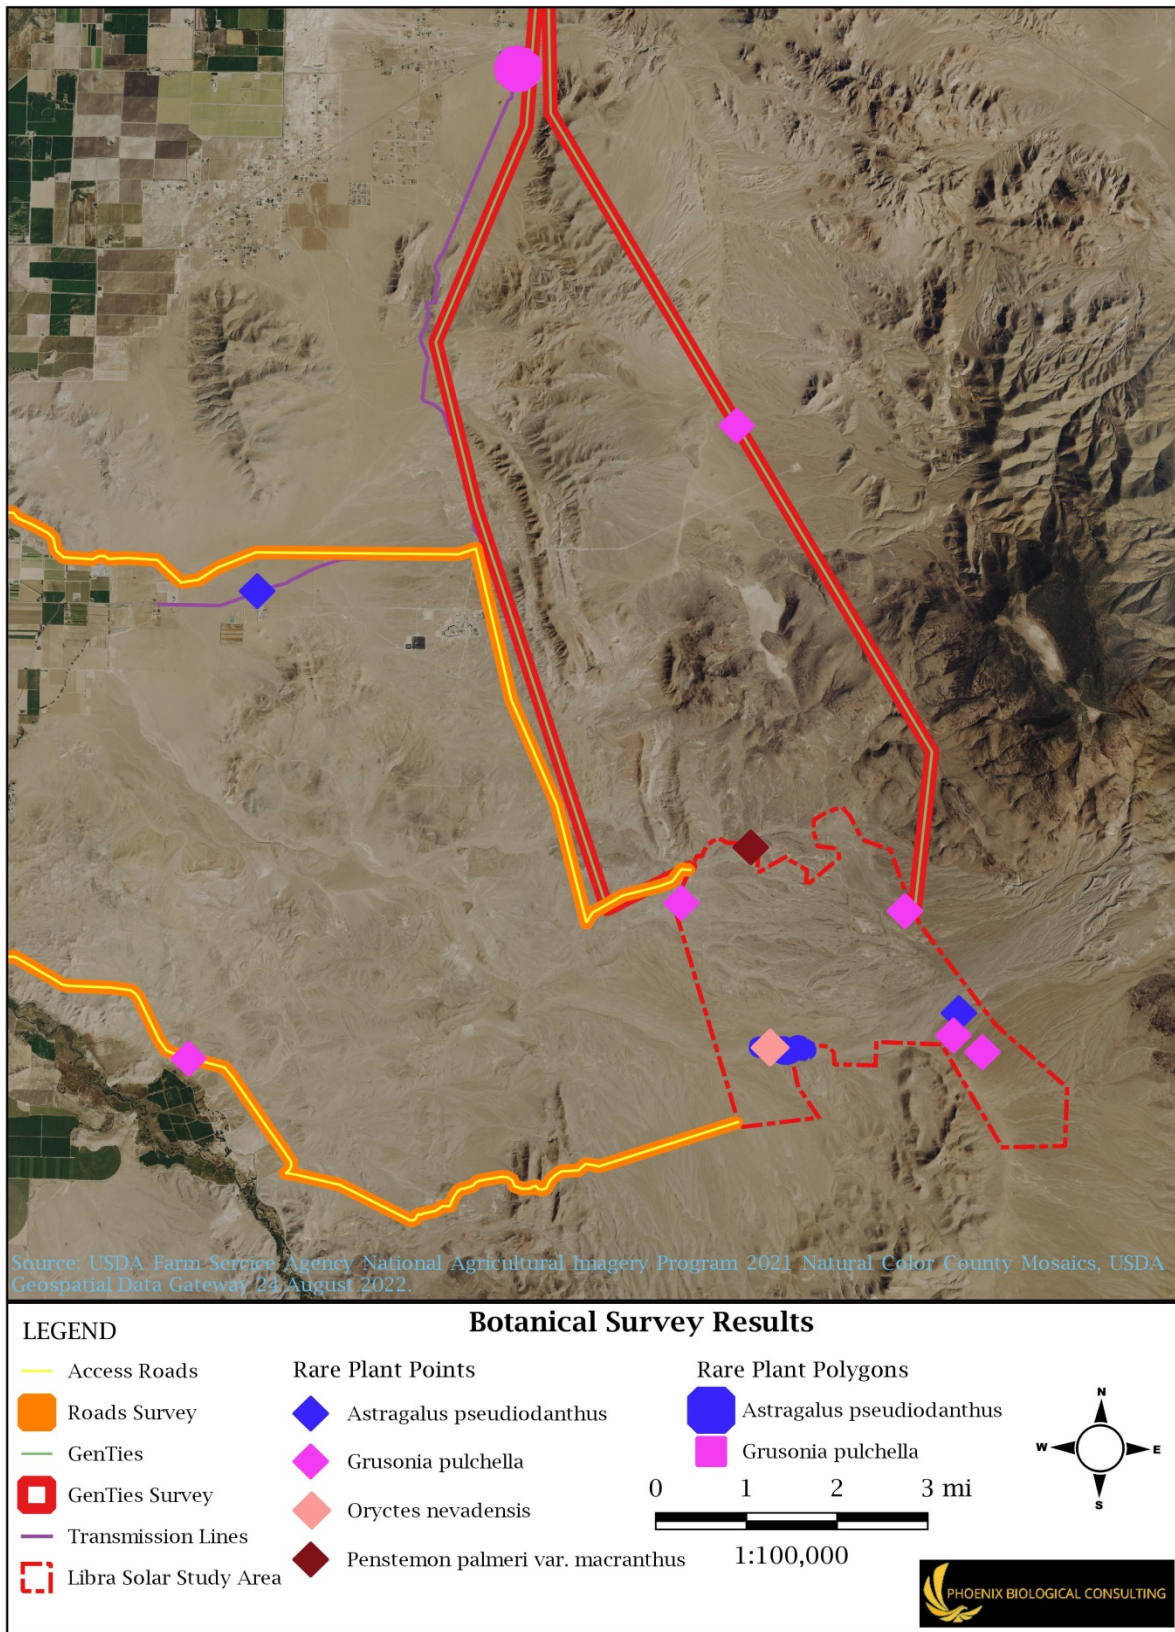 Source: USDA Farm Service Agency National Agricultural Imagery Program 2021 Natural Color County Mosaics, USDA
Geospatial Data Gateway 24 August 2022.
LEGEND
Botanical Survey Results
Access Roads
Roads Survey
GenTies
GenTies Survey
Transmission Lines
Libra Solar Study Area
Rare Plant Points
Astragalus pseudiodanthus
Grusonia pulchella
Oryctes nevadensis
Penstemon palmeri var. macranthus
Rare Plant Polygons
Astragalus pseudiodanthus
Grusonia pulchella
0 1 2 3 mi
1:100,000
N
W E
S
PHOENIX BIOLOGICAL CONSULTING